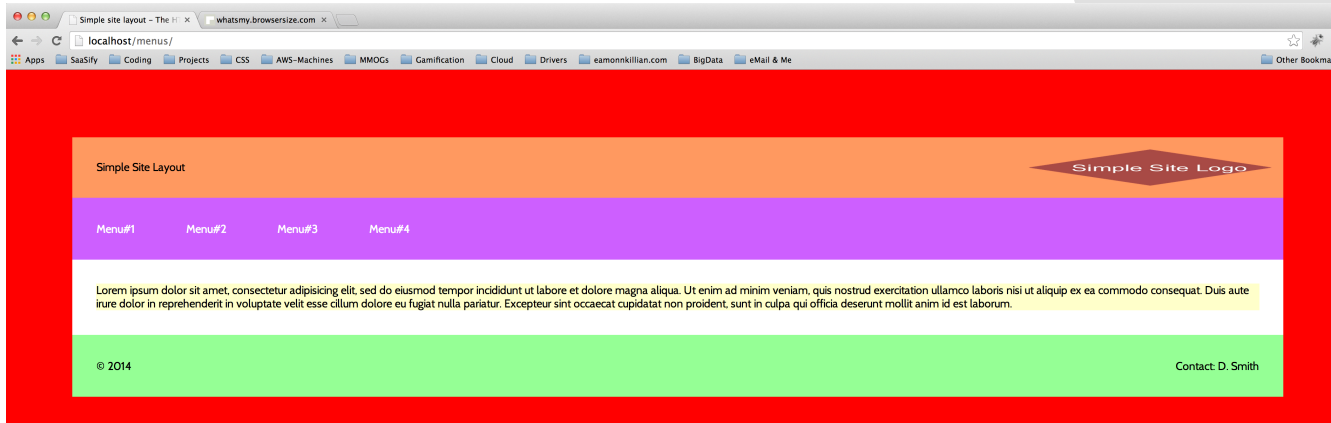 Simple site layout – The H × whatsmy.browsersize.com ×
localhost/menus/
Apps SaaSify Coding Projects CSS AWS-Machines MMOGs Gamification Cloud Drivers eamonnkillian.com BigData eMail & Me Other Bookma
Simple Site Layout Simple Site Logo
Menu#1 Menu#2 Menu#3 Menu#4
Lorem ipsum dolor sit amet, consectetur adipisicing elit, sed do eiusmod tempor incididunt ut labore et dolore magna aliqua. Ut enim ad minim veniam, quis nostrud exercitation ullamco laboris nisi ut aliquip ex ea commodo consequat. Duis aute
irure dolor in reprehenderit in voluptate velit esse cillum dolore eu fugiat nulla pariatur. Excepteur sint occaecat cupidatat non proident, sunt in culpa qui officia deserunt mollit anim id est laborum.
© 2014 Contact: D. Smith